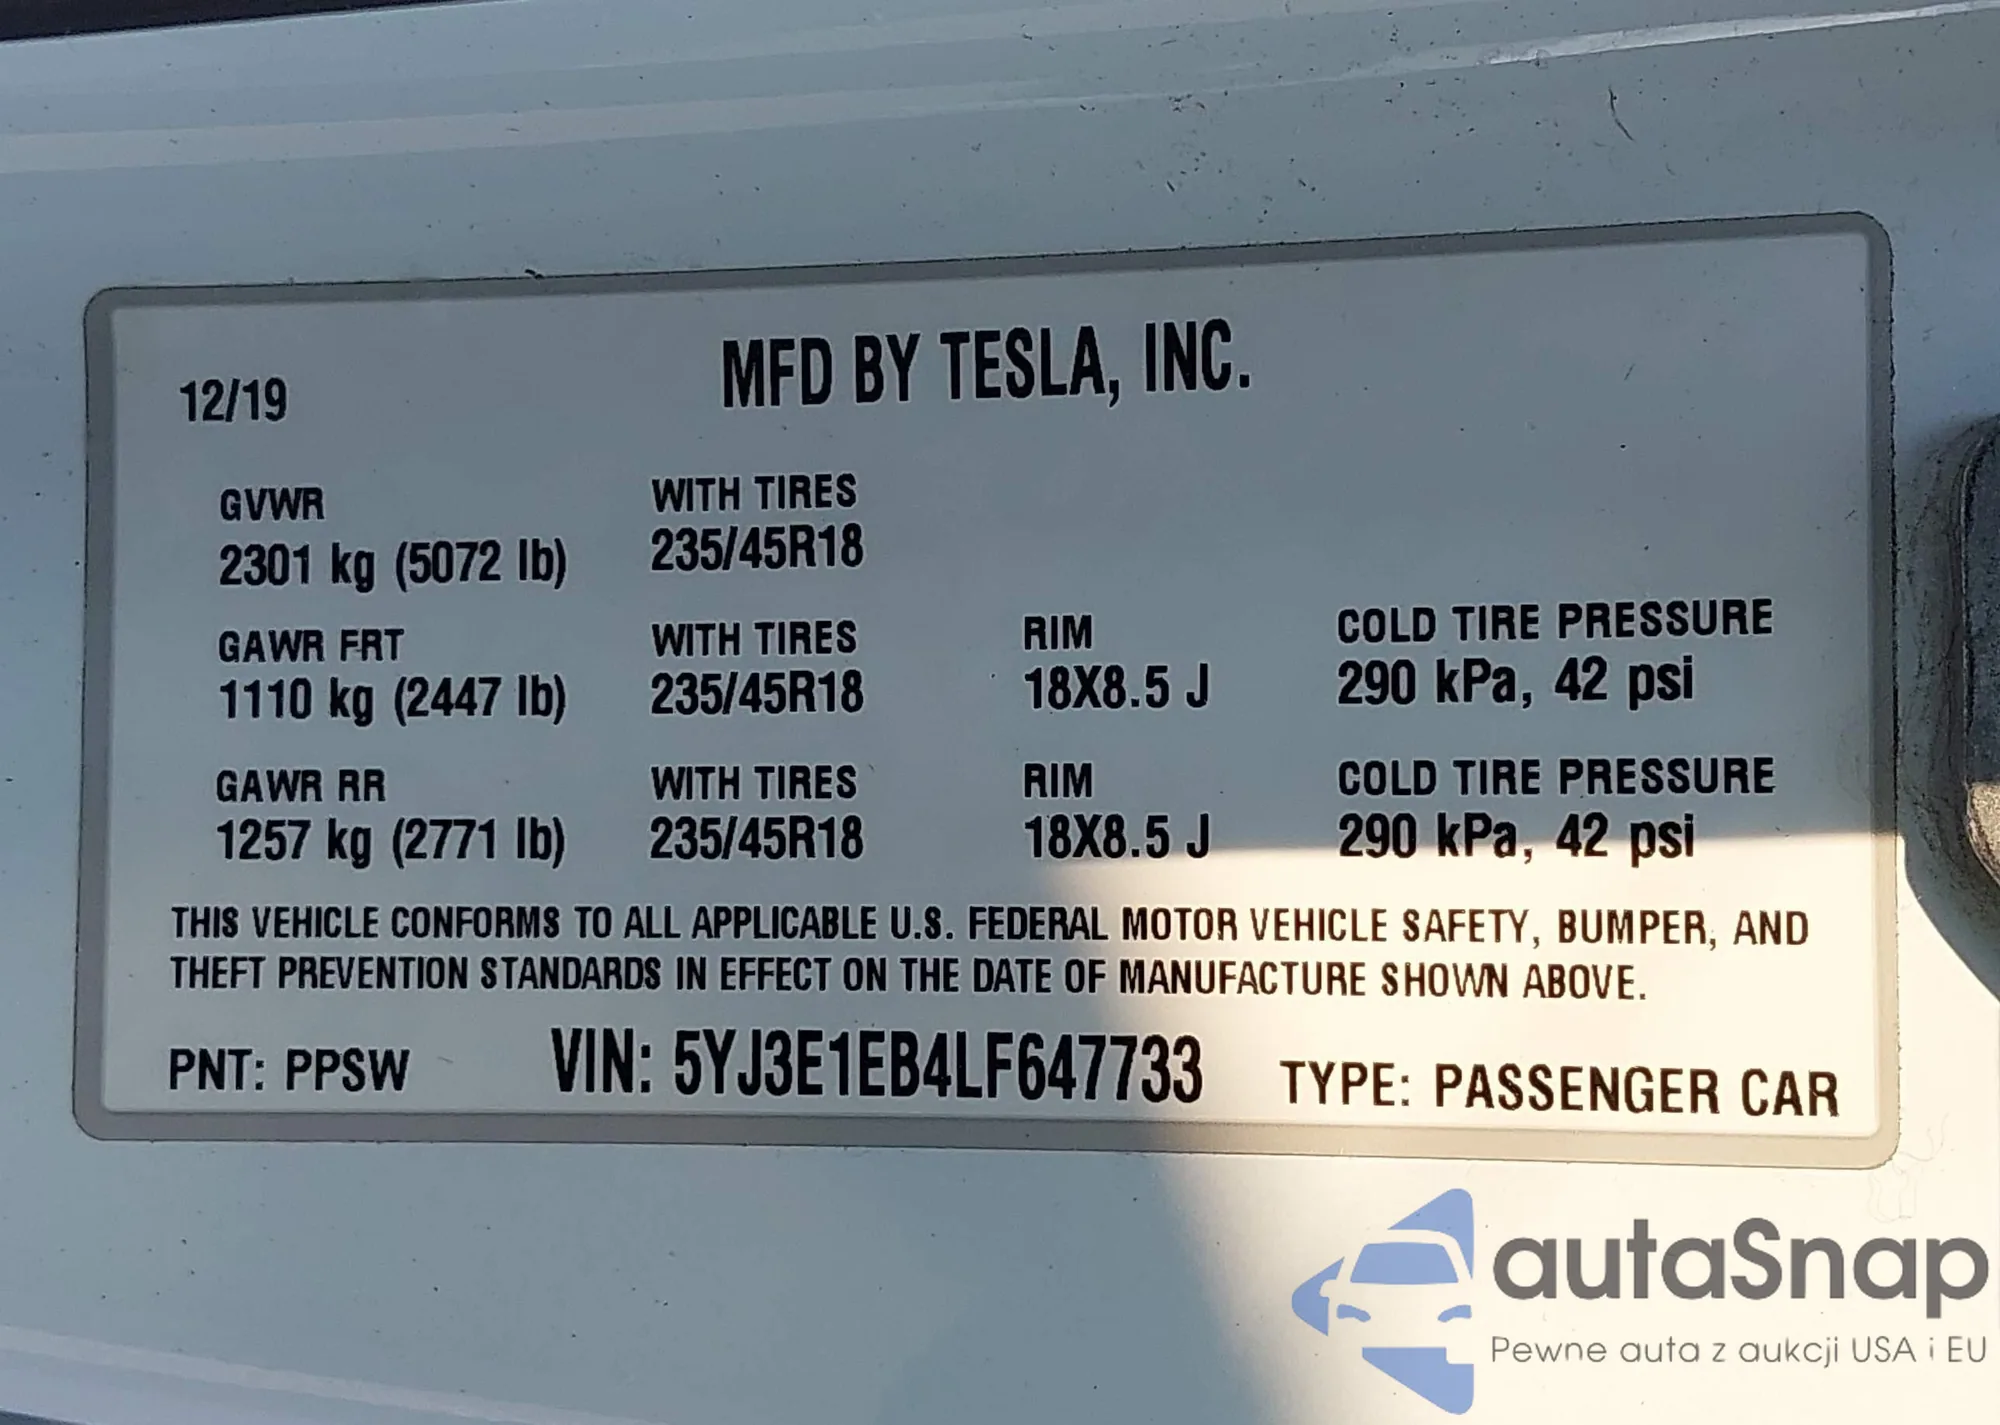 MFD BY TESLA, INC.
12/19
GVWR WITH TIRES
2301 kg (5072 lb) 235/45R18
GAWR FRT WITH TIRES RIM COLD TIRE PRESSURE
1110 kg (2447 lb) 235/45R18 18X8.5 J 290 kPa, 42 psi
GAWR RR WITH TIRES RIM COLD TIRE PRESSURE
1257 kg (2771 lb) 235/45R18 18X8.5 J 290 kPa, 42 psi
THIS VEHICLE CONFORMS TO ALL APPLICABLE U.S. FEDERAL MOTOR VEHICLE SAFETY, BUMPER, AND
THEFT PREVENTION STANDARDS IN EFFECT ON THE DATE OF MANUFACTURE SHOWN ABOVE.
PNT: PPSW VIN: 5YJ3E1EB4LF647733 TYPE: PASSENGER CAR
autaSnap
Pewne auta z aukcji USA i EU